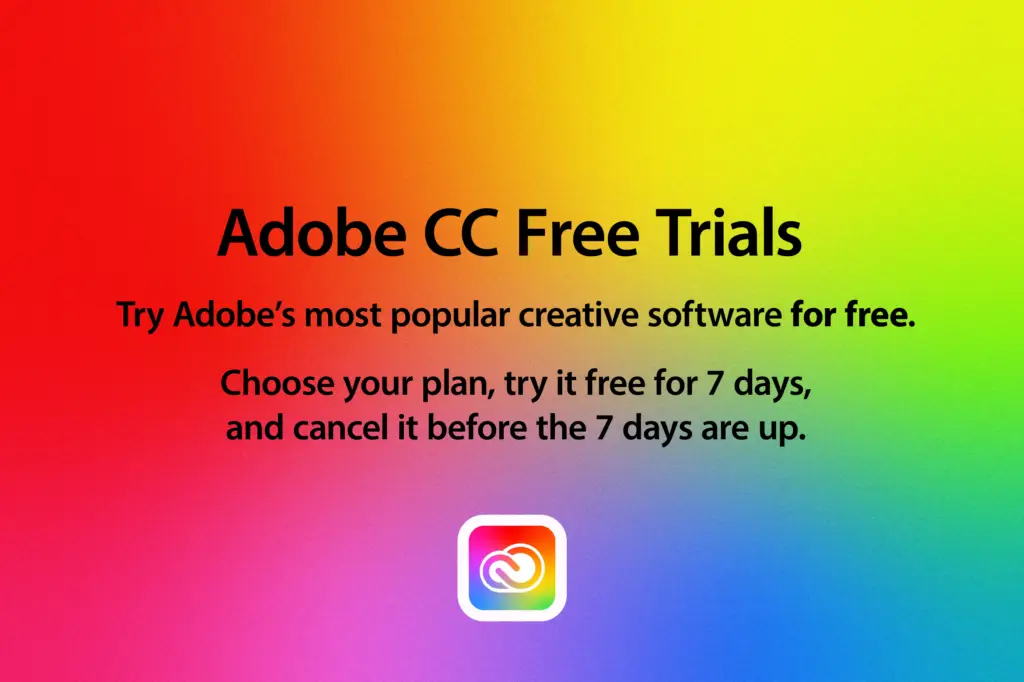 Adobe CC Free Trials
Try Adobe’s most popular creative software for free.
Choose your plan, try it free for 7 days,
and cancel it before the 7 days are up.